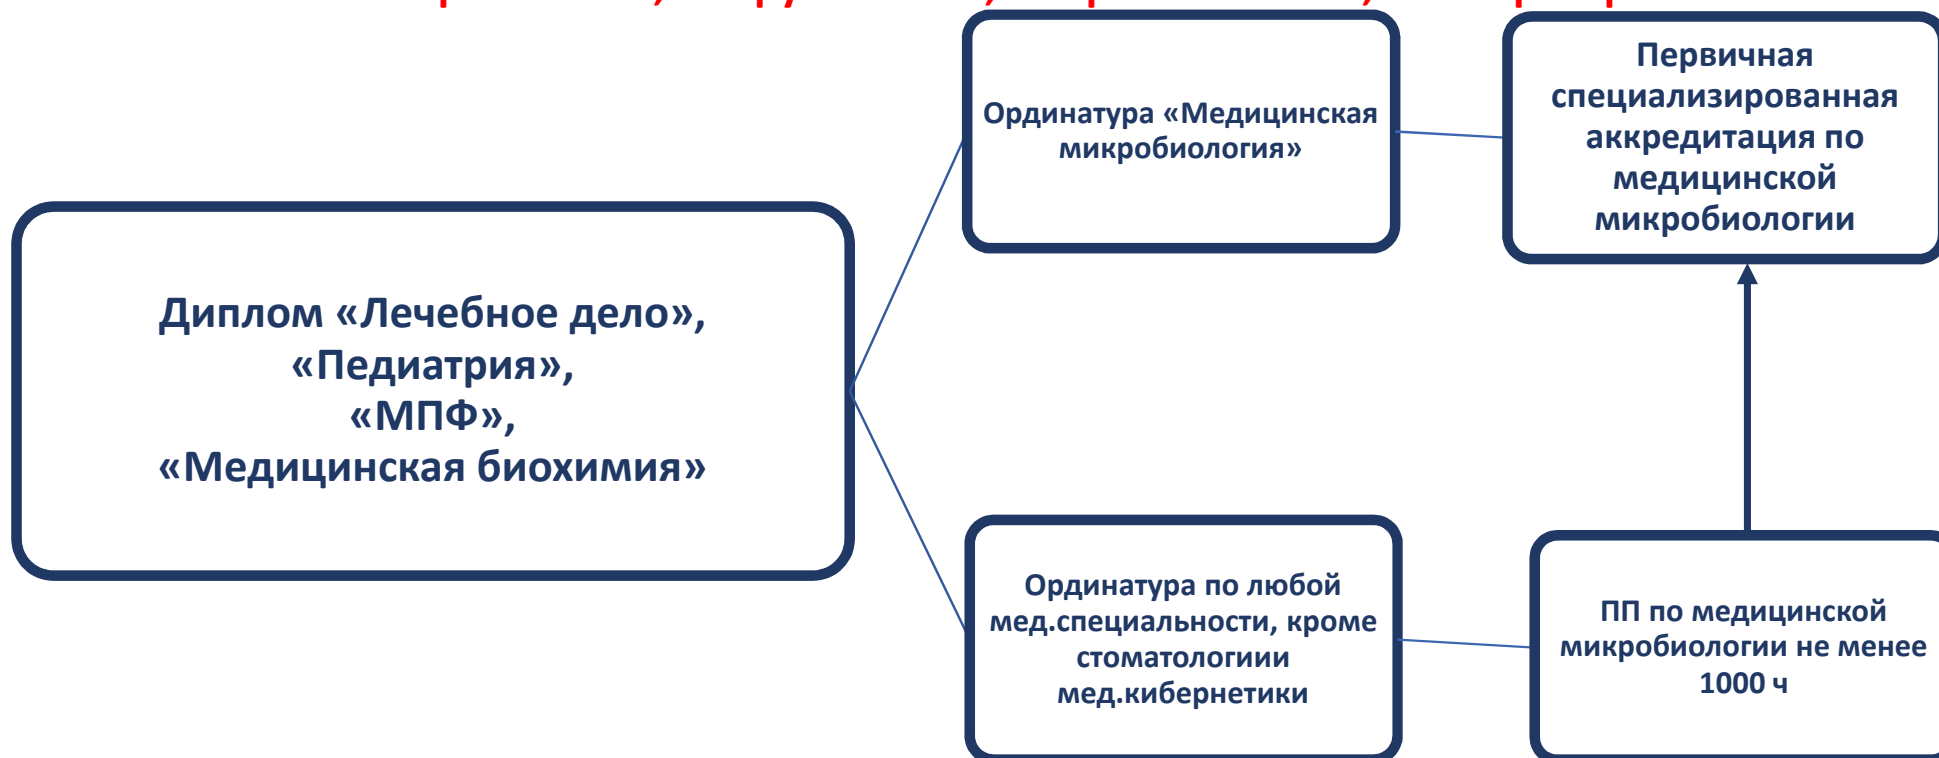 Ординатура «Медицинская
микробиология»
Первичная
специализированная
аккредитация по
медицинской
микробиологии
Диплом «Лечебное дело»,
«Педиатрия»,
«МПФ»,
«Медицинская биохимия»
Ординатура по любой
мед.специальности, кроме
стоматологиии
мед.кибернетики
ПП по медицинской
микробиологии не менее
1000 ч